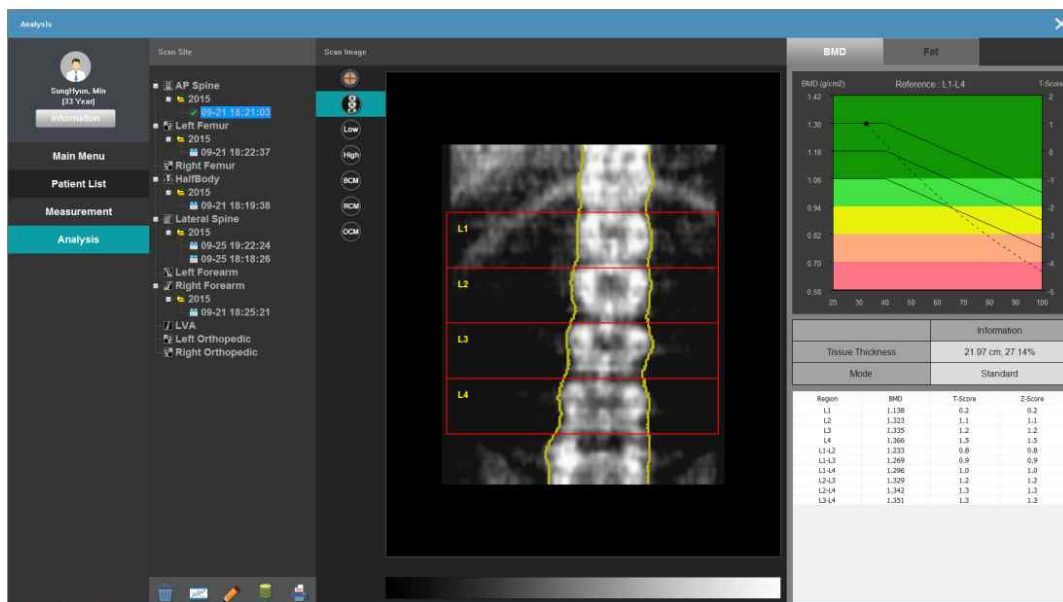 Analysis
SungHyun, Min
(33 Year)
Information
Main Menu
Patient List
Measurement
Analysis
Scan Site
AP Spine
2015
09-21 18:21:03
Left Femur
2015
09-21 18:22:37
Right Femur
HalfBody
2015
09-21 18:19:38
Lateral Spine
2015
09-25 19:22:24
09-25 18:18:26
Left Forearm
Right Forearm
2015
09-21 18:25:21
LVA
Left Orthopedic
Right Orthopedic
Scan Image
Low
High
BCM
RCM
OCM
L1
L2
L3
L4
BMD Fat
BMD (g/cm2) Reference : L1-L4 T-Score
1.42 2
1.30 1
1.18 0
1.06 -1
0.94 -2
0.82 -3
0.70 -4
0.58 -5
20 30 40 50 60 70 80 90 100
Information
Tissue Thickness 21.97 cm, 27.14%
Mode Standard
Region BMD T-Score Z-Score
L1 1.138 0.2 0.2
L2 1.323 1.1 1.1
L3 1.335 1.2 1.2
L4 1.366 1.5 1.5
L1-L2 1.233 0.8 0.8
L1-L3 1.269 0.9 0.9
L1-L4 1.296 1.0 1.0
L2-L3 1.329 1.2 1.2
L2-L4 1.342 1.3 1.3
L3-L4 1.351 1.3 1.3